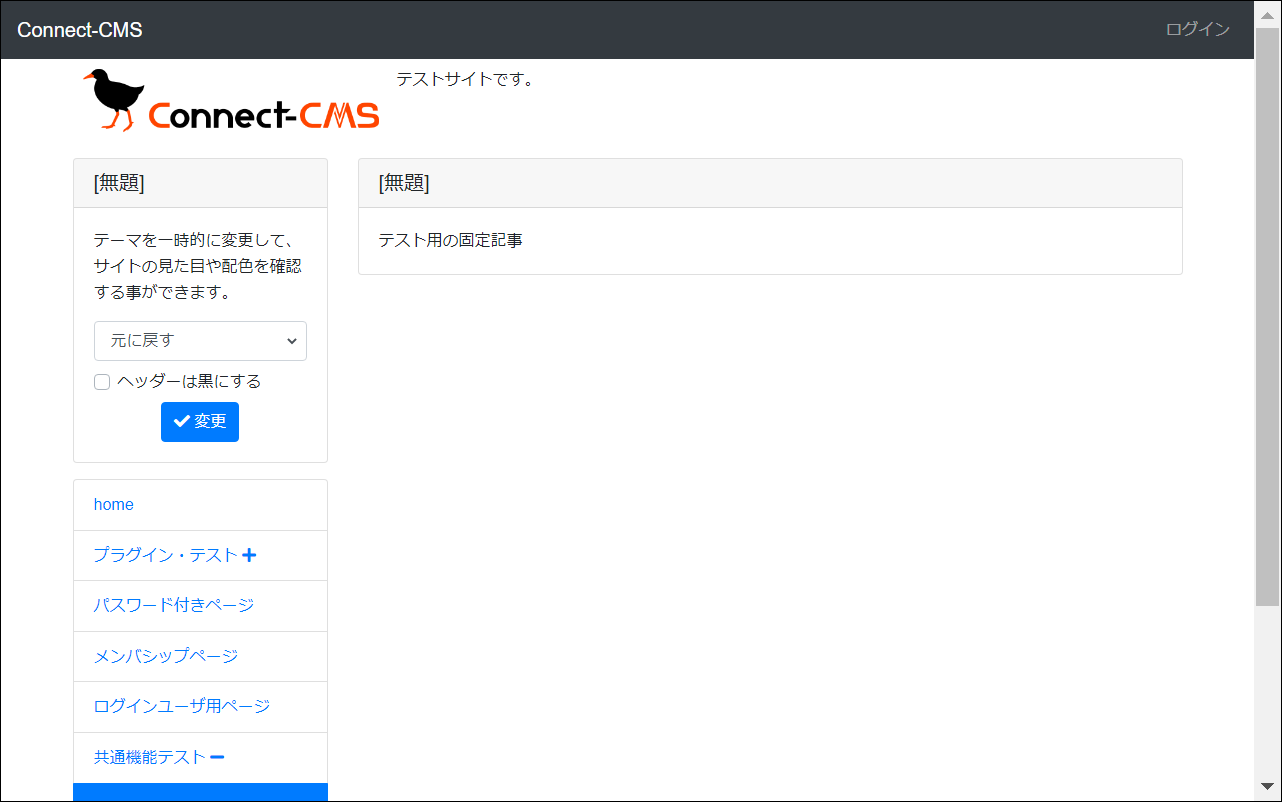 Connect-CMS
ログイン
Connect-CMS
テストサイトです。
[無題]
テーマを一時的に変更して、
サイトの見た目や配色を確認
する事ができます。
元に戻す
ヘッダーは黒にする
変更
home
プラグイン・テスト
パスワード付きページ
メンバシップページ
ログインユーザ用ページ
共通機能テスト
[無題]
テスト用の固定記事